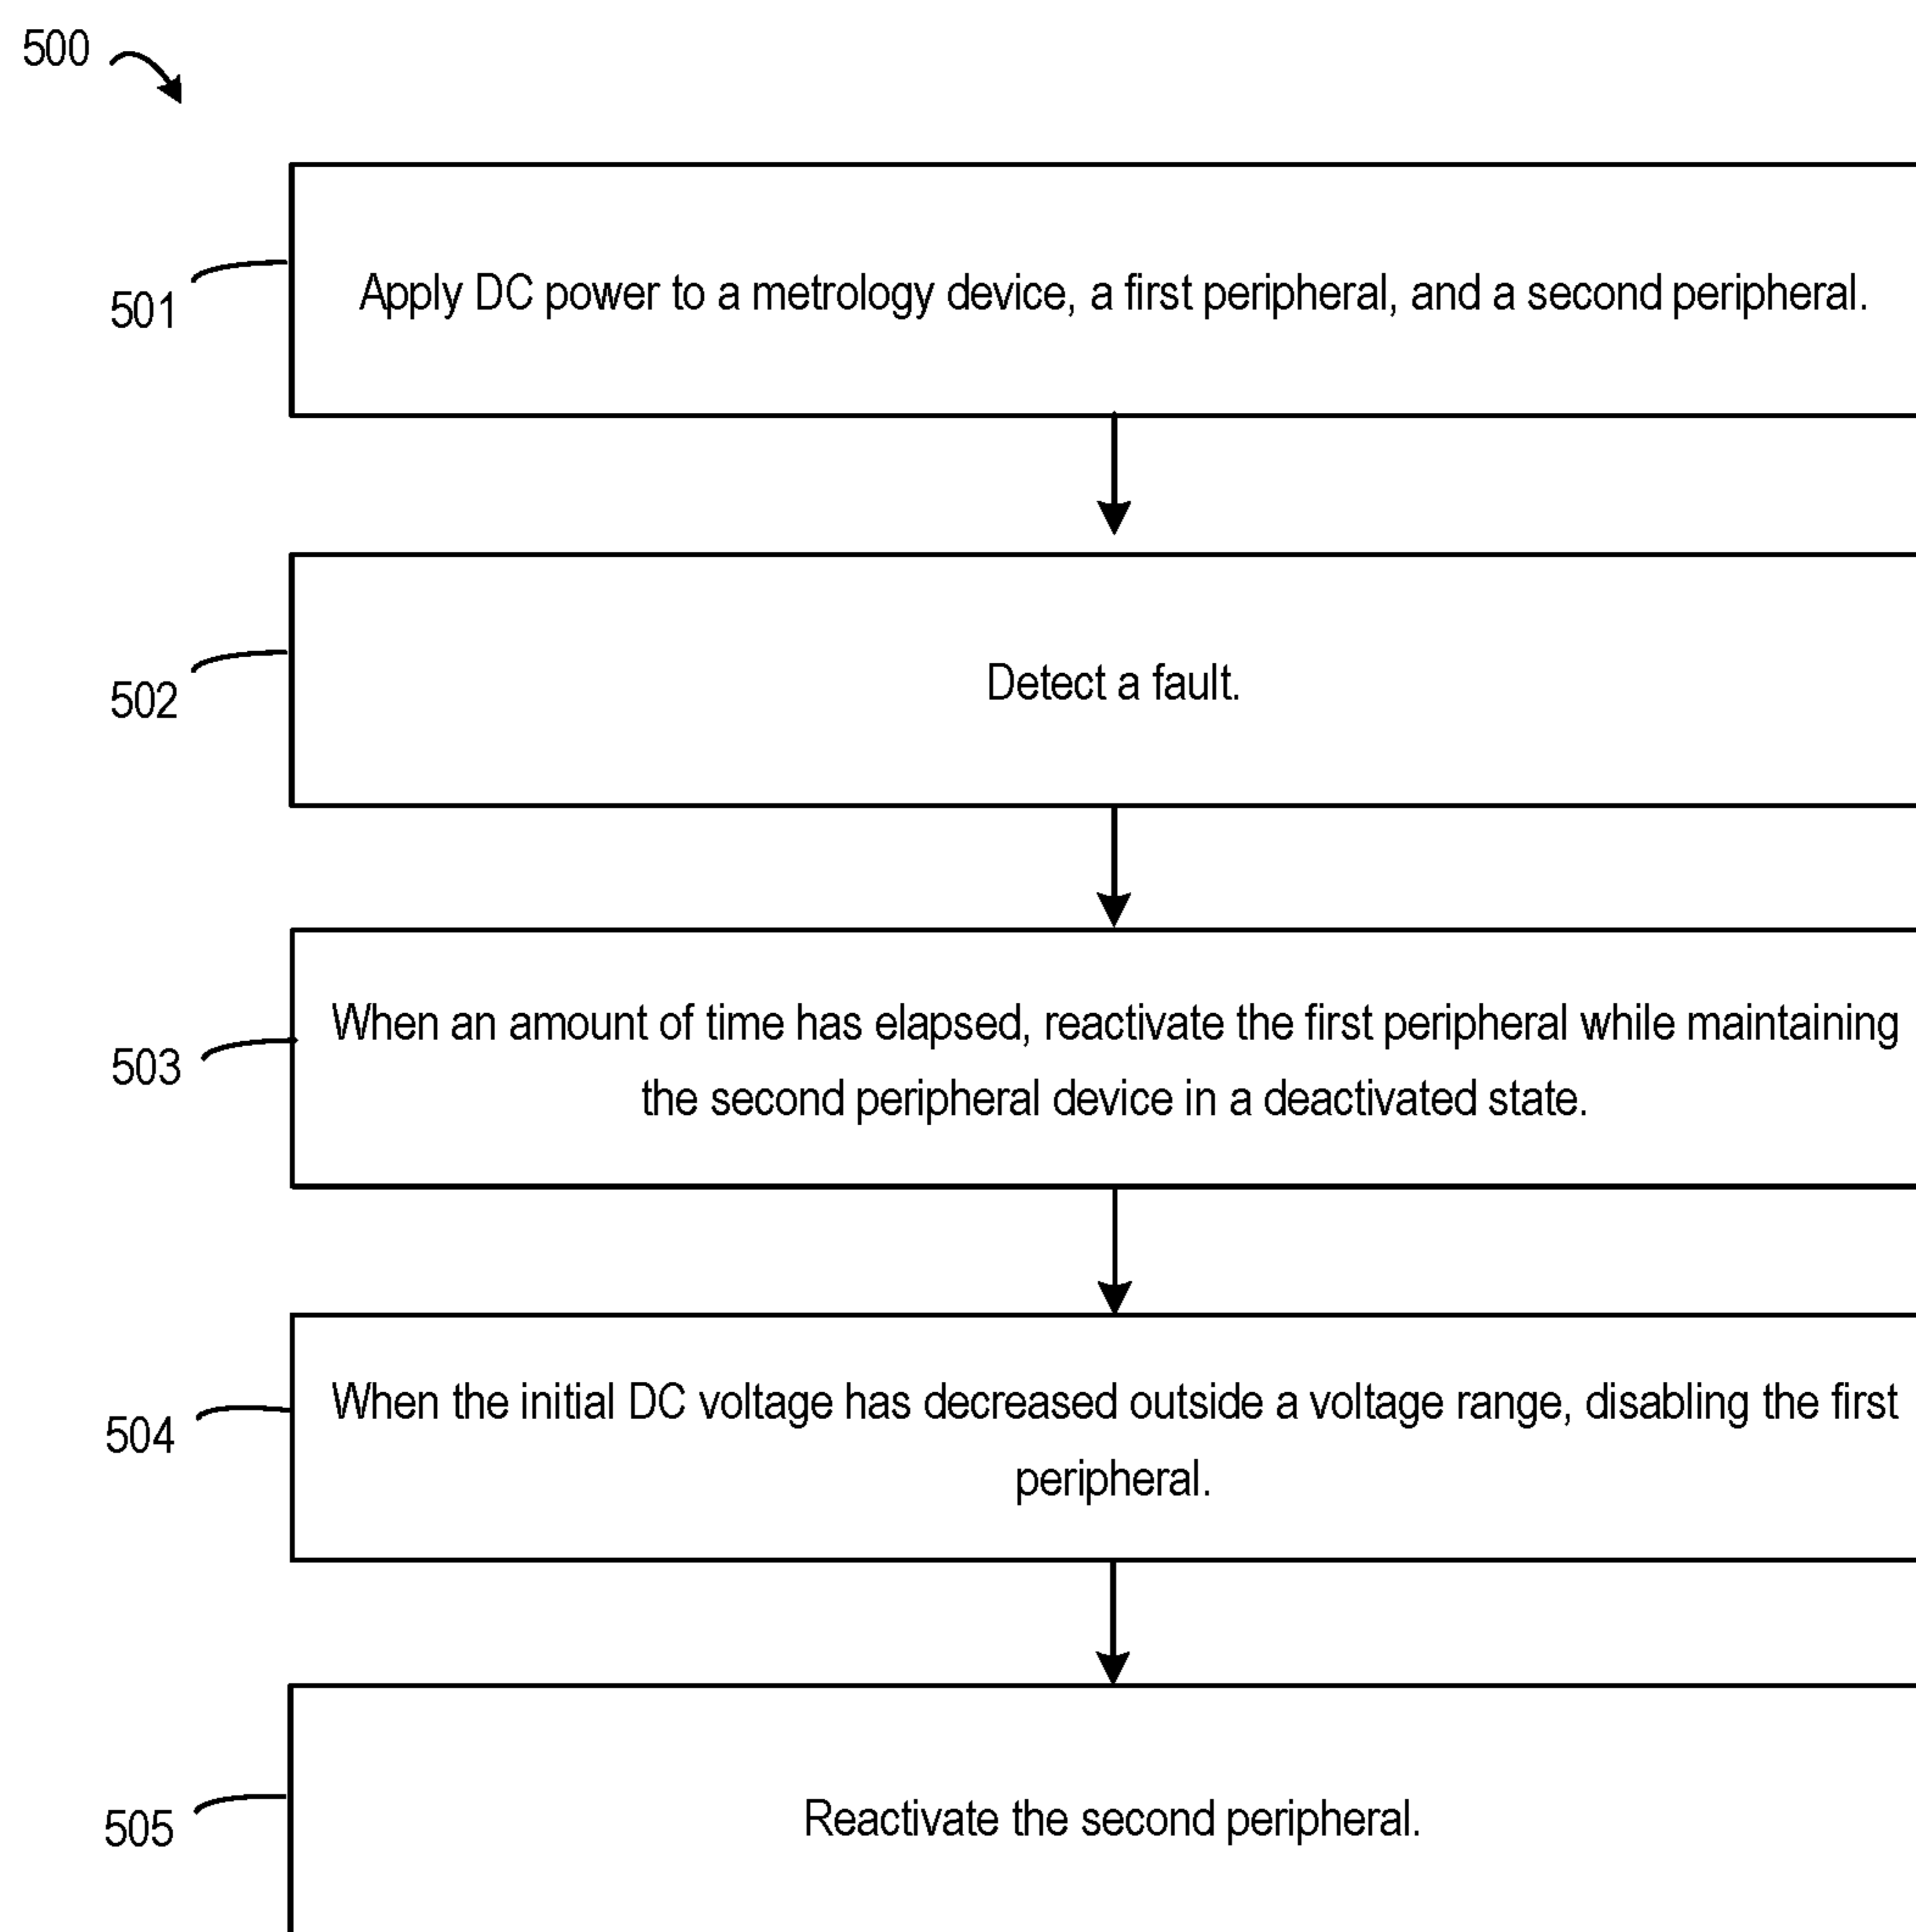 500
501
Apply DC power to a metrology device, a first peripheral, and a second peripheral.
502
Detect a fault.
503
When an amount of time has elapsed, reactivate the first peripheral while maintaining
the second peripheral device in a deactivated state.
504
When the initial DC voltage has decreased outside a voltage range, disabling the first
peripheral.
505
Reactivate the second peripheral.